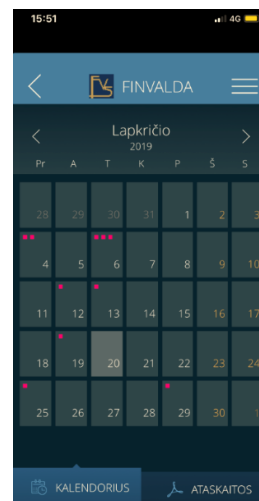 15:51 4G
FVS FINVALDA
Lapkričio
2019
Pr A T K P Š S
28 29 30 31 1 2 3
4 5 6 7 8 9 10
11 12 13 14 15 16 17
18 19 20 21 22 23 24
25 26 27 28 29 30 1
KALENDORIUS ATASKAITOS